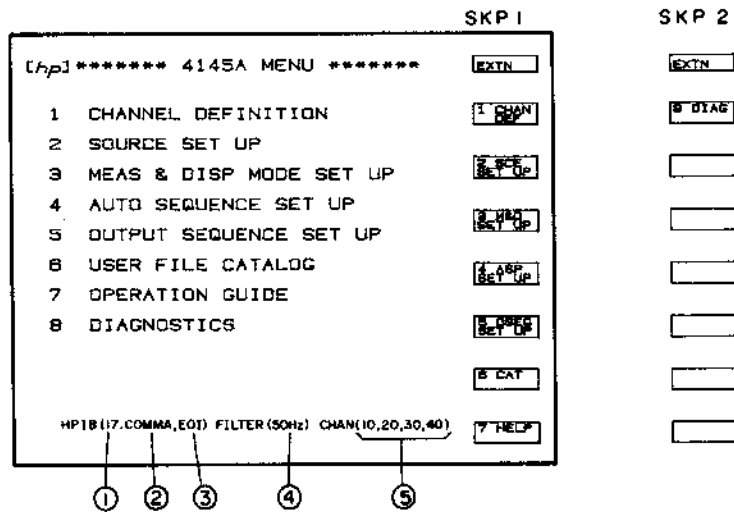 SKP 1 SKP 2
[hp] ******* 4145A MENU *******
EXTN
EXTN
1 CHANNEL DEFINITION
1 CHAN DEF
8 DIAG
2 SOURCE SET UP
2 SCE SET UP
3 MEAS & DISP MODE SET UP
3 M&D SET UP
4 AUTO SEQUENCE SET UP
5 OUTPUT SEQUENCE SET UP
4 ASP SET UP
6 USER FILE CATALOG
7 OPERATION GUIDE
8 DIAGNOSTICS
5 OSEQ SET UP
6 CAT
HPIB(17,COMMA,EOI) FILTER(50Hz) CHAN(10,20,30,40)
7 HELP
① ② ③ ④ ⑤